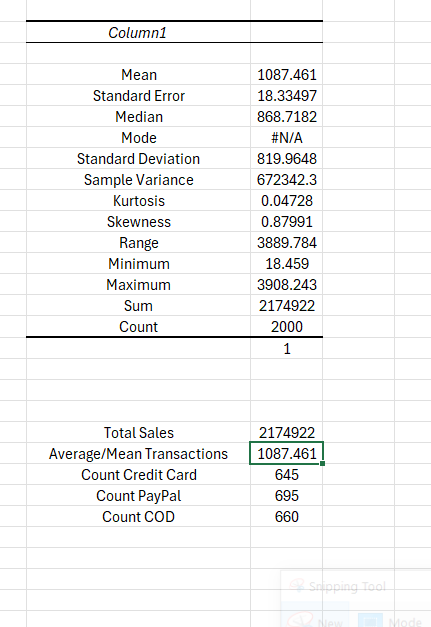 Column1
Mean 1087.461
Standard Error 18.33497
Median 868.7182
Mode #N/A
Standard Deviation 819.9648
Sample Variance 672342.3
Kurtosis 0.04728
Skewness 0.87991
Range 3889.784
Minimum 18.459
Maximum 3908.243
Sum 2174922
Count 2000
1
Total Sales 2174922
Average/Mean Transactions 1087.461
Count Credit Card 645
Count PayPal 695
Count COD 660
Snipping Tool
New Mode